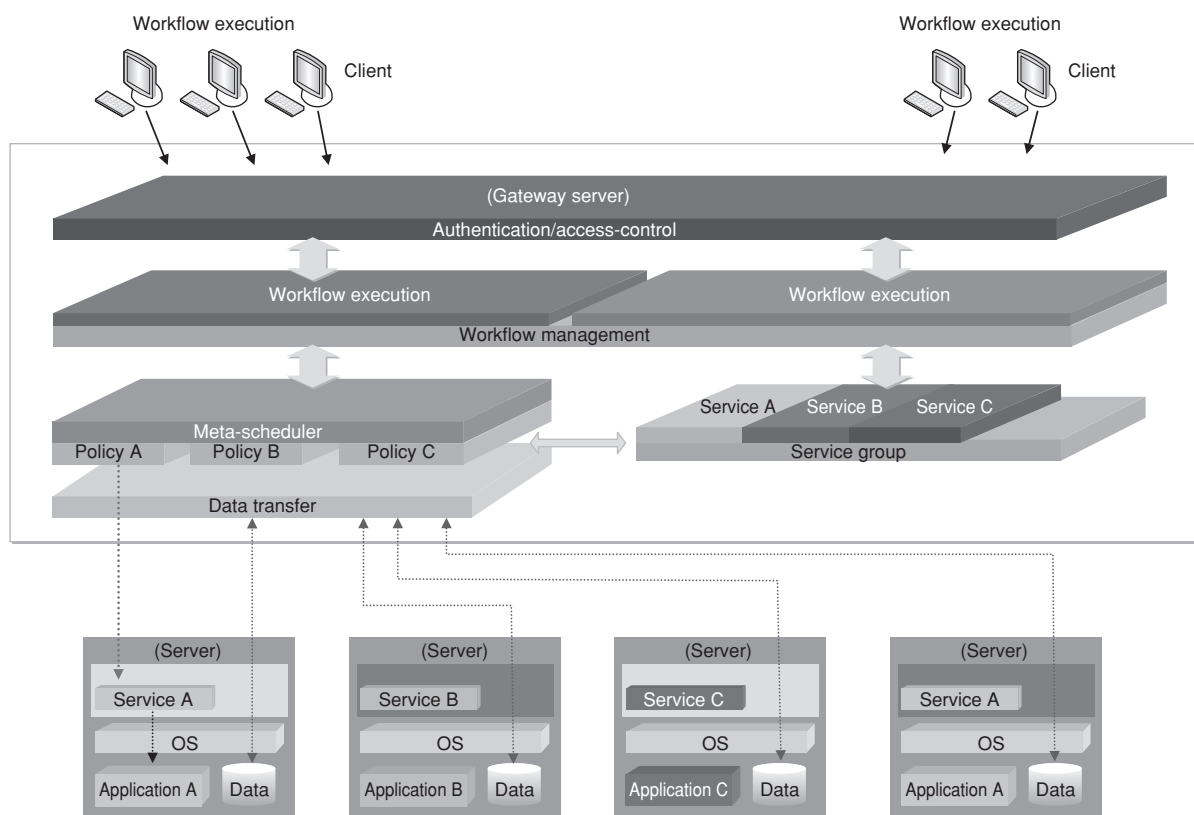 Workflow execution
Workflow execution
Client
Client
(Gateway server)
Authentication/access-control
Workflow execution
Workflow execution
Workflow management
Service A
Service B
Service C
Meta-scheduler
Policy A
Policy B
Policy C
Service group
Data transfer
(Server)
(Server)
(Server)
(Server)
Service A
Service B
Service C
Service A
OS
OS
OS
OS
Application A
Data
Application B
Data
Application C
Data
Application A
Data